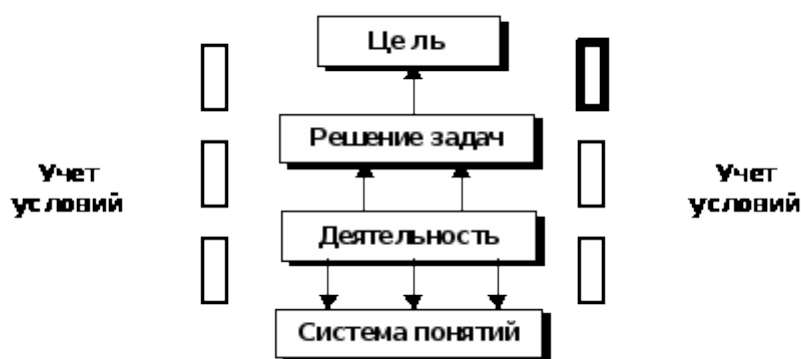 Цель
Решение задач
Учет
условий
Учет
условий
Деятельность
Система понятий